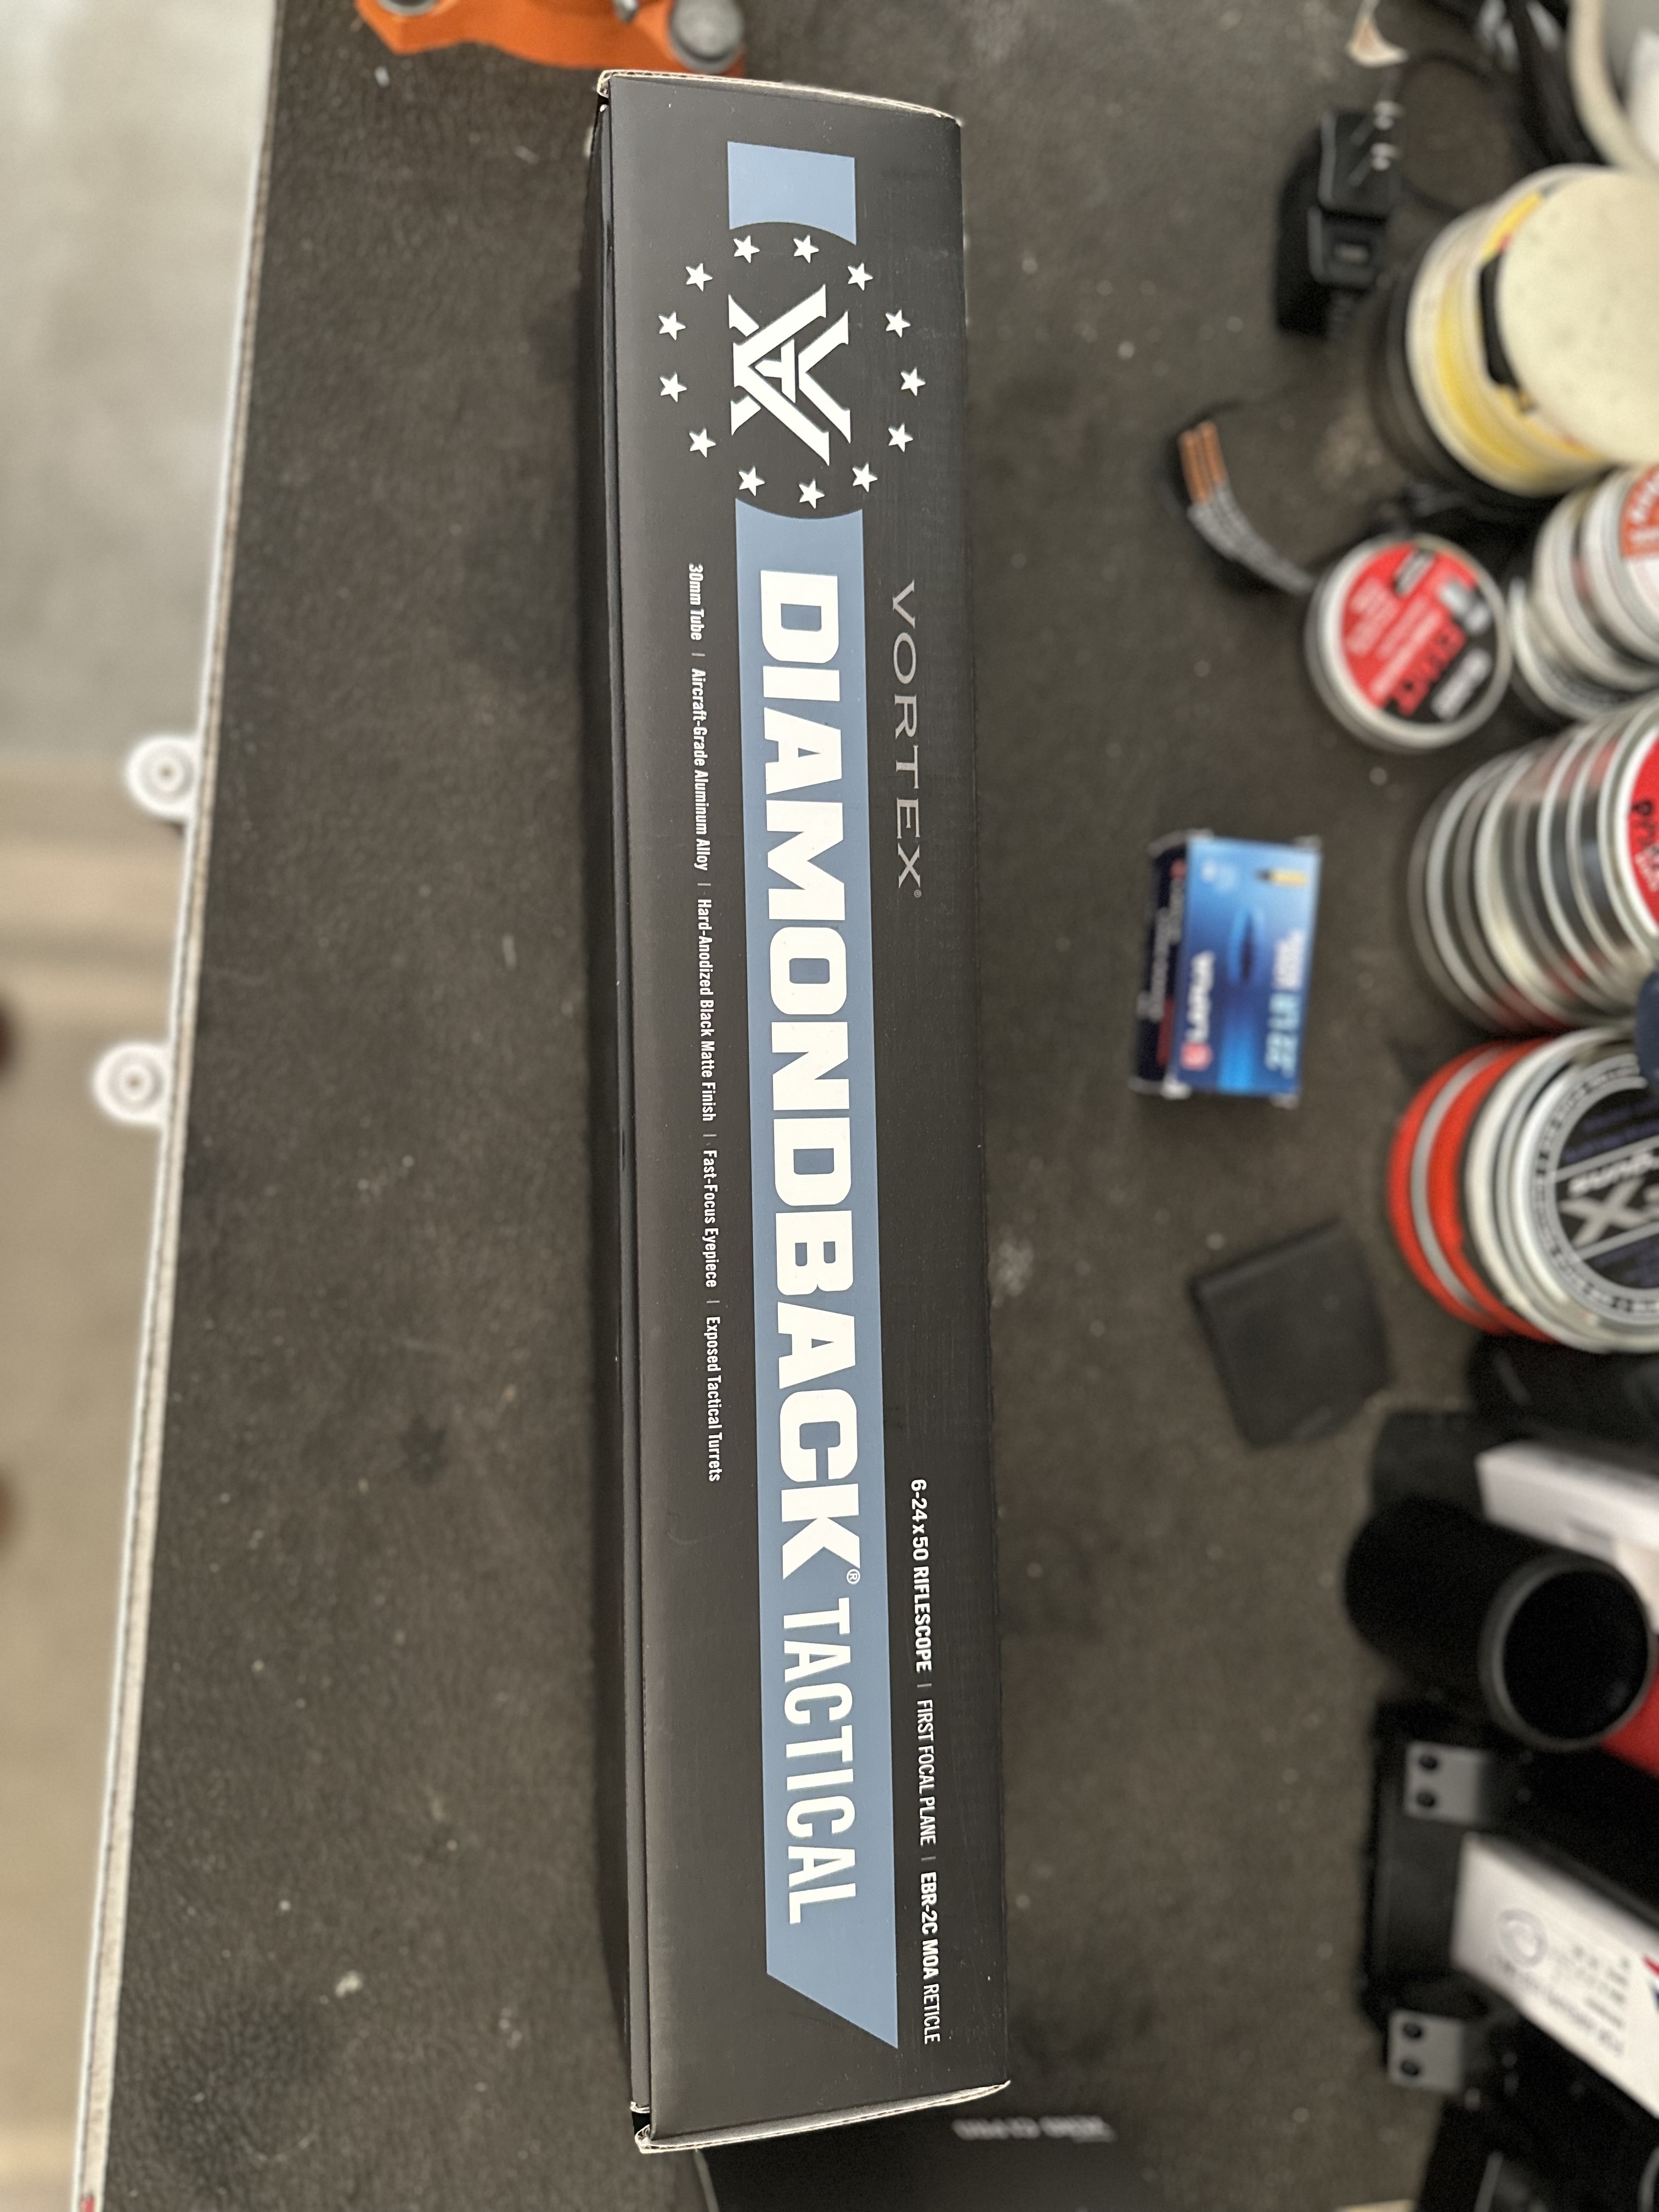 VORTEX®
6-24x50 RIFLESCOPE | FIRST FOCAL PLANE | EBR-2C MOA RETICLE
DIAMONDBACK® TACTICAL
30mm Tube | Aircraft-Grade Aluminum Alloy | Hard-Anodized Black Matte Finish | Fast-Focus Eyepiece | Exposed Tactical Turrets
LAPUA